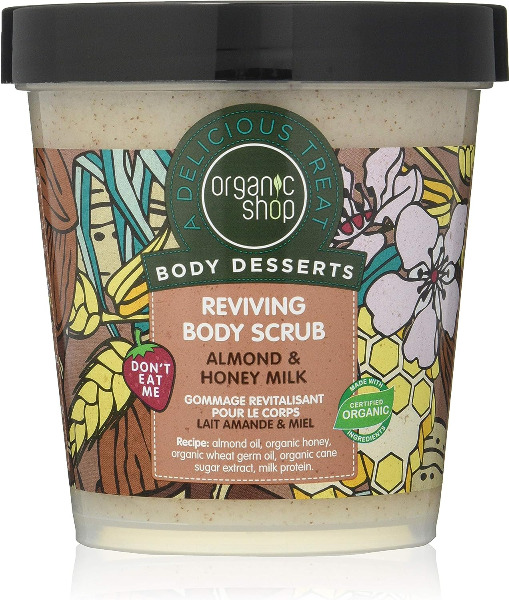 A DELICIOUS TREAT
organic
shop
BODY DESSERTS
REVIVING
BODY SCRUB
ALMOND &
HONEY MILK
DON'T
EAT
ME
GOMMAGE REVITALISANT
POUR LE CORPS
LAIT AMANDE & MIEL
MADE WITH
CERTIFIED
ORGANIC
INGREDIENTS
Recipe: almond oil, organic honey,
organic wheat germ oil, organic cane
sugar extract, milk protein.